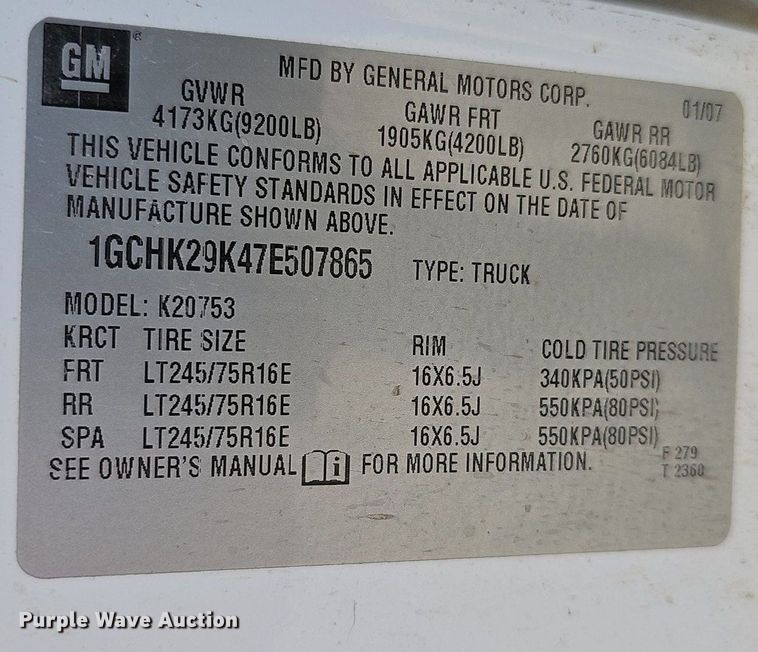 GM ®
MFD BY GENERAL MOTORS CORP. 01/07
GVWR GAWR FRT GAWR RR
4173KG(9200LB) 1905KG(4200LB) 2760KG(6084LB)
THIS VEHICLE CONFORMS TO ALL APPLICABLE U.S. FEDERAL MOTOR
VEHICLE SAFETY STANDARDS IN EFFECT ON THE DATE OF
MANUFACTURE SHOWN ABOVE.
1GCHK29K47E507865 TYPE: TRUCK
MODEL: K20753
KRCT TIRE SIZE RIM COLD TIRE PRESSURE
FRT LT245/75R16E 16X6.5J 340KPA(50PSI)
RR LT245/75R16E 16X6.5J 550KPA(80PSI)
SPA LT245/75R16E 16X6.5J 550KPA(80PSI)
SEE OWNER'S MANUAL i FOR MORE INFORMATION.
F 279
T 2360
Purple Wave Auction